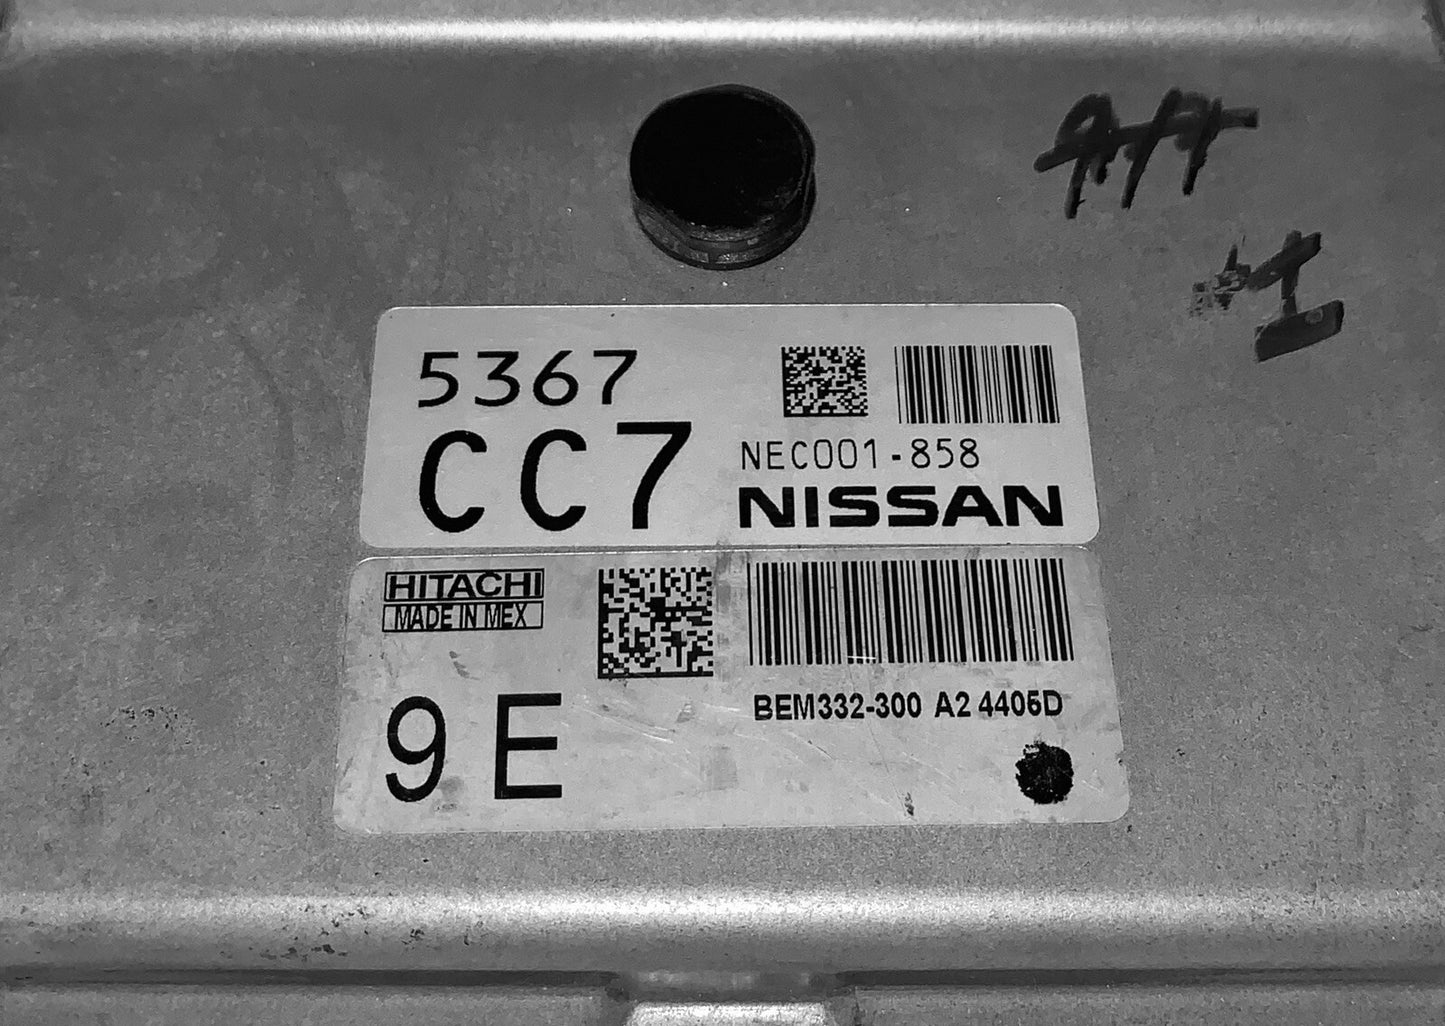 5367
CC7
NEC001-858
NISSAN
HITACHI
MADE IN MEX
9E
BEM332-300 A2 4405D